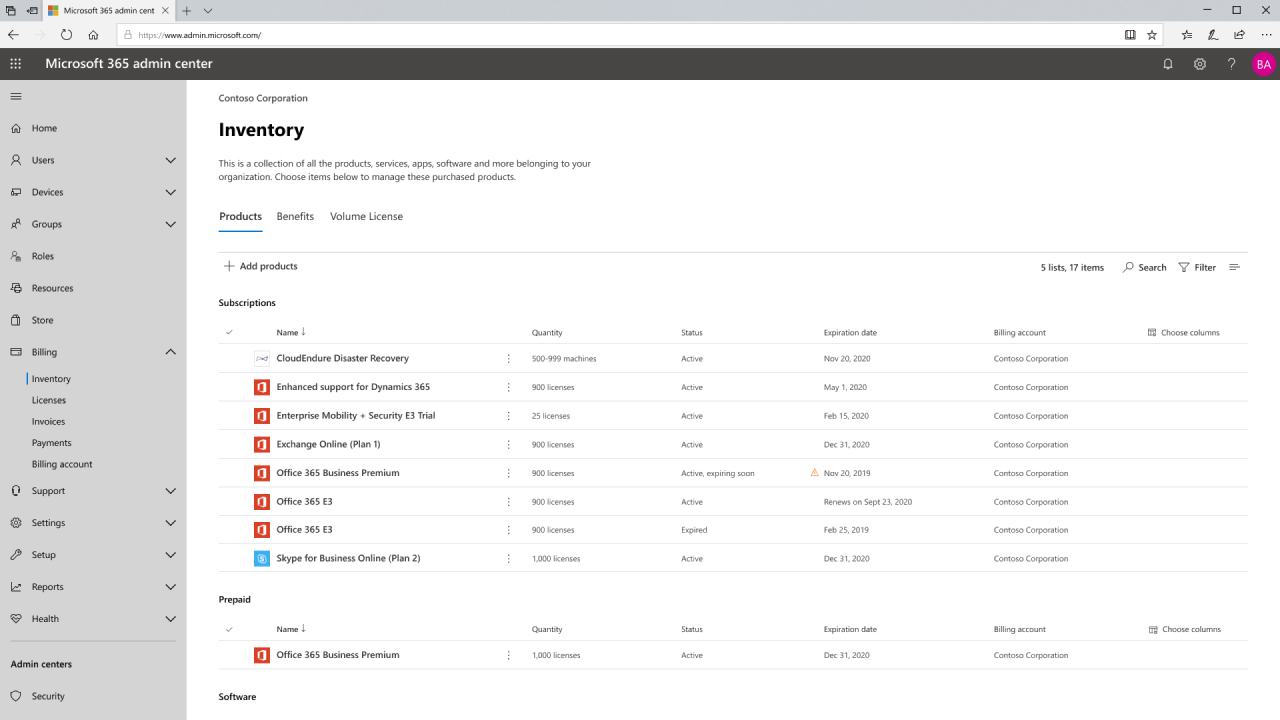 Microsoft 365 admin cent
https://www.admin.microsoft.com/
Microsoft 365 admin center
BA
Home
Users
Devices
Groups
Roles
Resources
Store
Billing
Inventory
Licenses
Invoices
Payments
Billing account
Support
Settings
Setup
Reports
Health
Admin centers
Security
Contoso Corporation
Inventory
This is a collection of all the products, services, apps, software and more belonging to your
organization. Choose items below to manage these purchased products.
Products Benefits Volume License
Add products 5 lists, 17 items Search Filter
Subscriptions
Name ↓ Quantity Status Expiration date Billing account Choose columns
CloudEndure Disaster Recovery 500-999 machines Active Nov 20, 2020 Contoso Corporation
Enhanced support for Dynamics 365 900 licenses Active May 1, 2020 Contoso Corporation
Enterprise Mobility + Security E3 Trial 25 licenses Active Feb 15, 2020 Contoso Corporation
Exchange Online (Plan 1) 900 licenses Active Dec 31, 2020 Contoso Corporation
Office 365 Business Premium 900 licenses Active, expiring soon Nov 20, 2019 Contoso Corporation
Office 365 E3 900 licenses Active Renews on Sept 23, 2020 Contoso Corporation
Office 365 E3 900 licenses Expired Feb 25, 2019 Contoso Corporation
Skype for Business Online (Plan 2) 1,000 licenses Active Dec 31, 2020 Contoso Corporation
Prepaid
Name ↓ Quantity Status Expiration date Billing account Choose columns
Office 365 Business Premium 1,000 licenses Active Dec 31, 2020 Contoso Corporation
Software